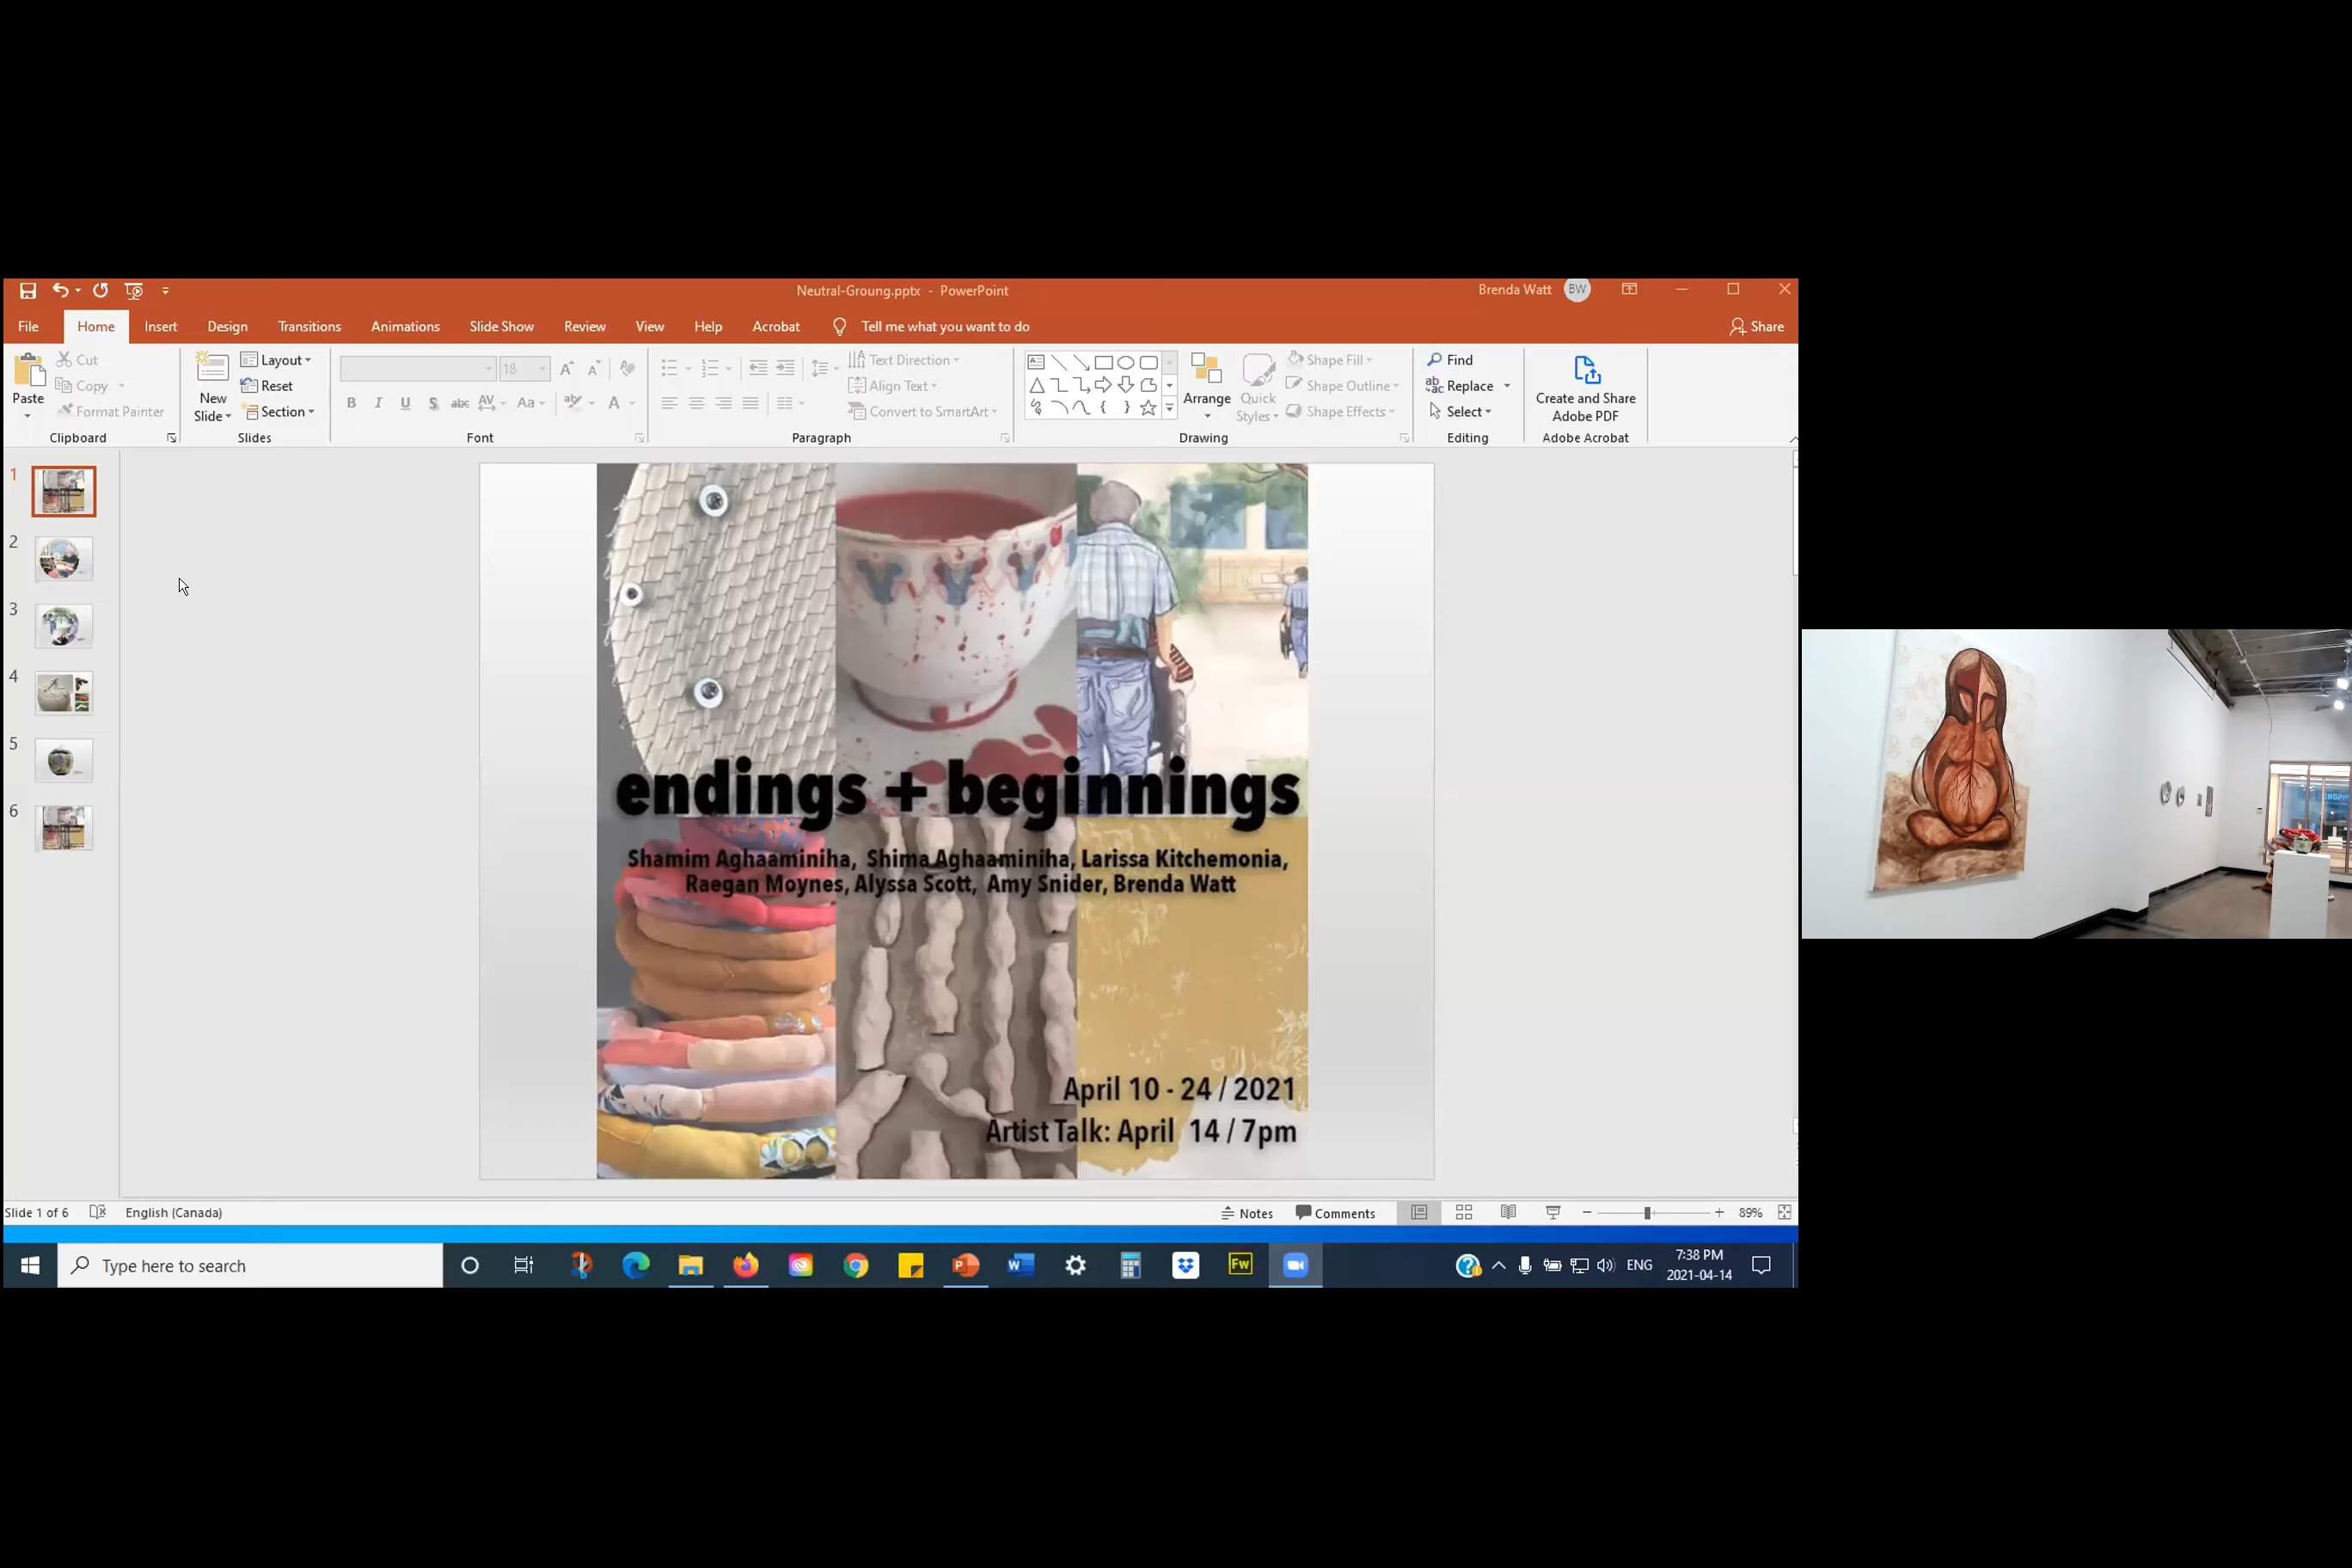 Neutral-Groung.pptx - PowerPoint
Brenda Watt BW
File Home Insert Design Transitions Animations Slide Show Review View Help Acrobat Tell me what you want to do Share
Paste Cut Copy Format Painter
Clipboard
New Slide Layout Reset Section
Slides
18
B I U S abc AV Aa A
Font
Text Direction
Align Text
Convert to SmartArt
Paragraph
Arrange Quick Styles Shape Fill Shape Outline Shape Effects
Drawing
Find
Replace
Select
Editing
Create and Share Adobe PDF
Adobe Acrobat
1
2
3
4
5
6
endings + beginnings
Shamim Aghaaminiha, Shima Aghaaminiha, Larissa Kitchemonia,
Raegan Moynes, Alyssa Scott, Amy Snider, Brenda Watt
April 10 - 24 / 2021
Artist Talk: April 14 / 7pm
Slide 1 of 6 English (Canada) Notes Comments 89%
Type here to search
P W Fw
ENG
7:38 PM
2021-04-14